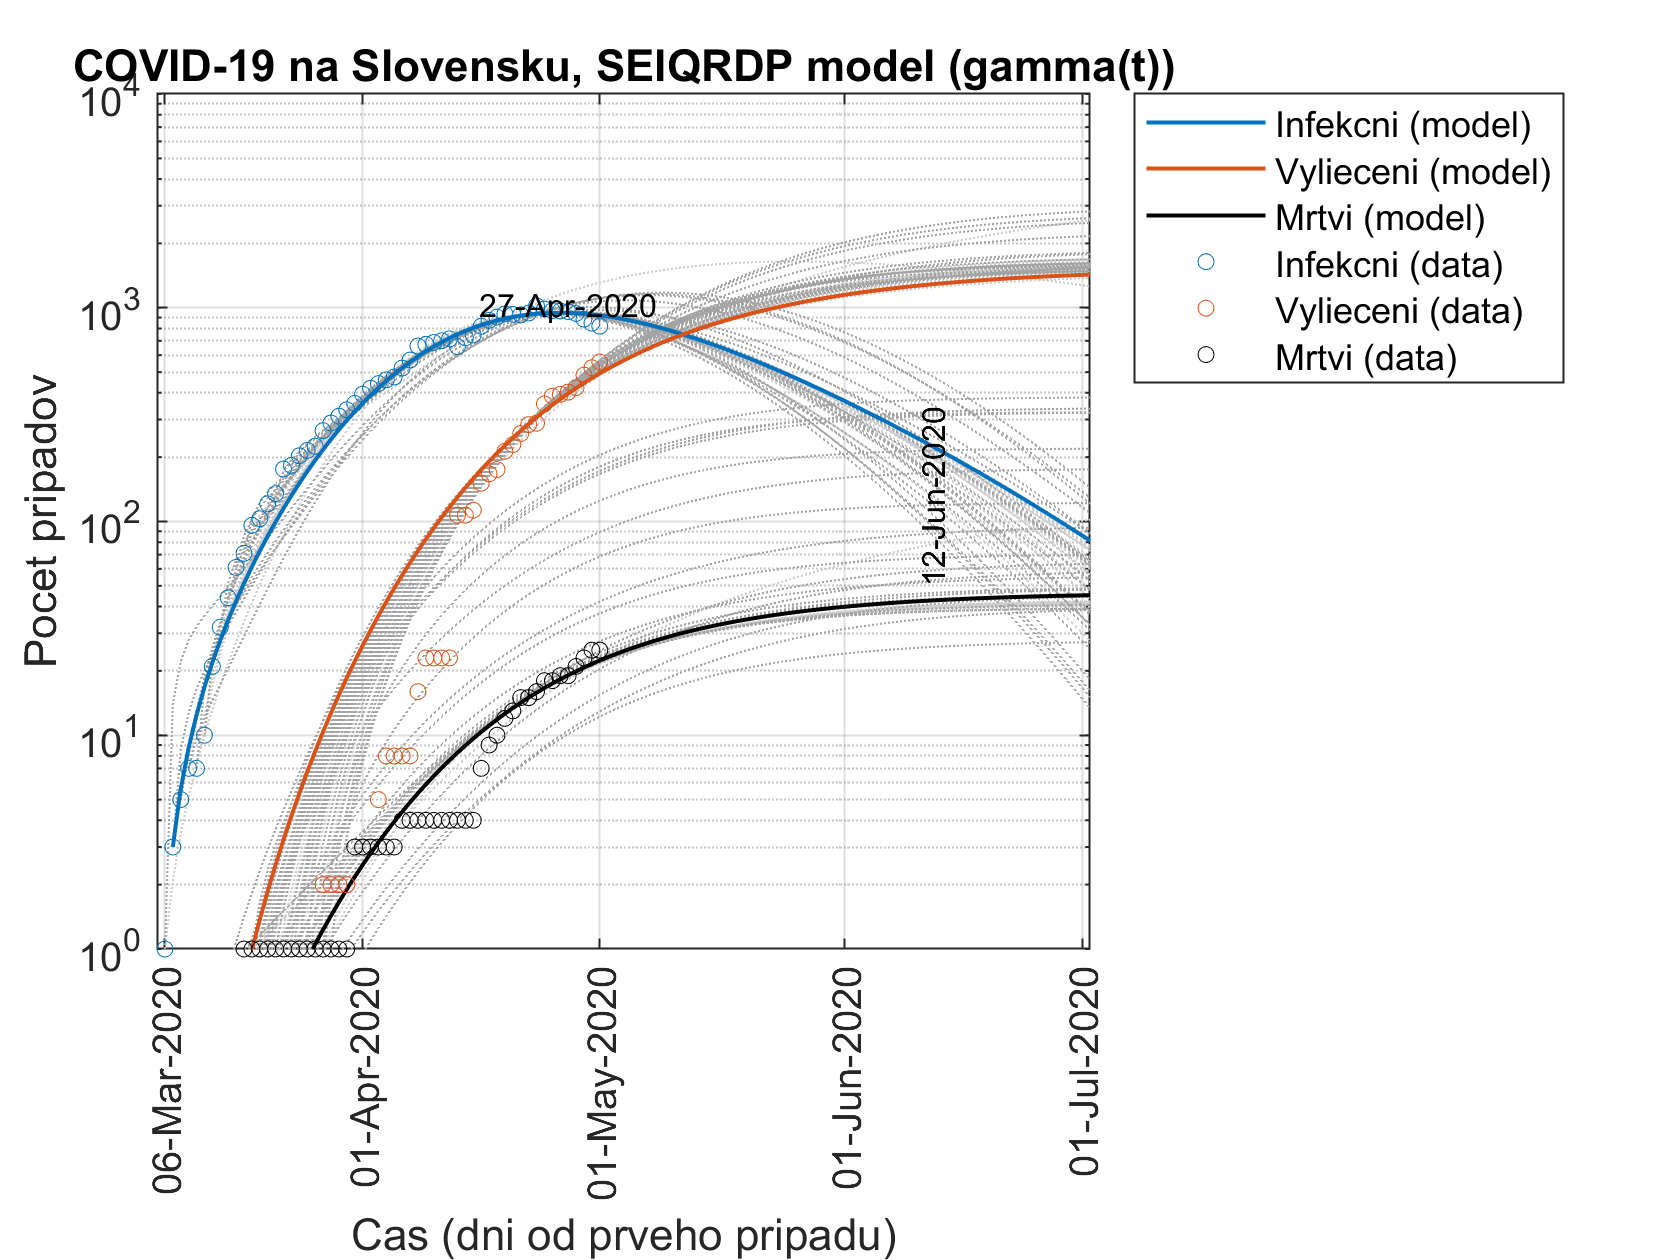 COVID-19 na Slovensku, SEIQRDP model (gamma(t))
10^4
10^3
10^2
10^1
10^0
Pocet pripadov
27-Apr-2020
12-Jun-2020
06-Mar-2020
01-Apr-2020
01-May-2020
01-Jun-2020
01-Jul-2020
Cas (dni od prveho pripadu)
Infekcni (model)
Vylieceni (model)
Mrtvi (model)
Infekcni (data)
Vylieceni (data)
Mrtvi (data)